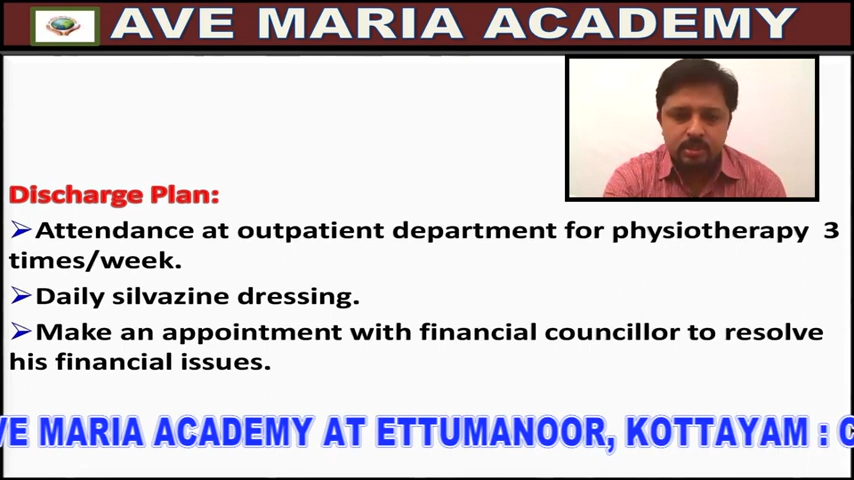 AVE MARIA ACADEMY
Discharge Plan:
➢Attendance at outpatient department for physiotherapy 3
times/week.
➢Daily silvazine dressing.
➢Make an appointment with financial councillor to resolve
his financial issues.
VE MARIA ACADEMY AT ETTUMANOOR, KOTTAYAM : C